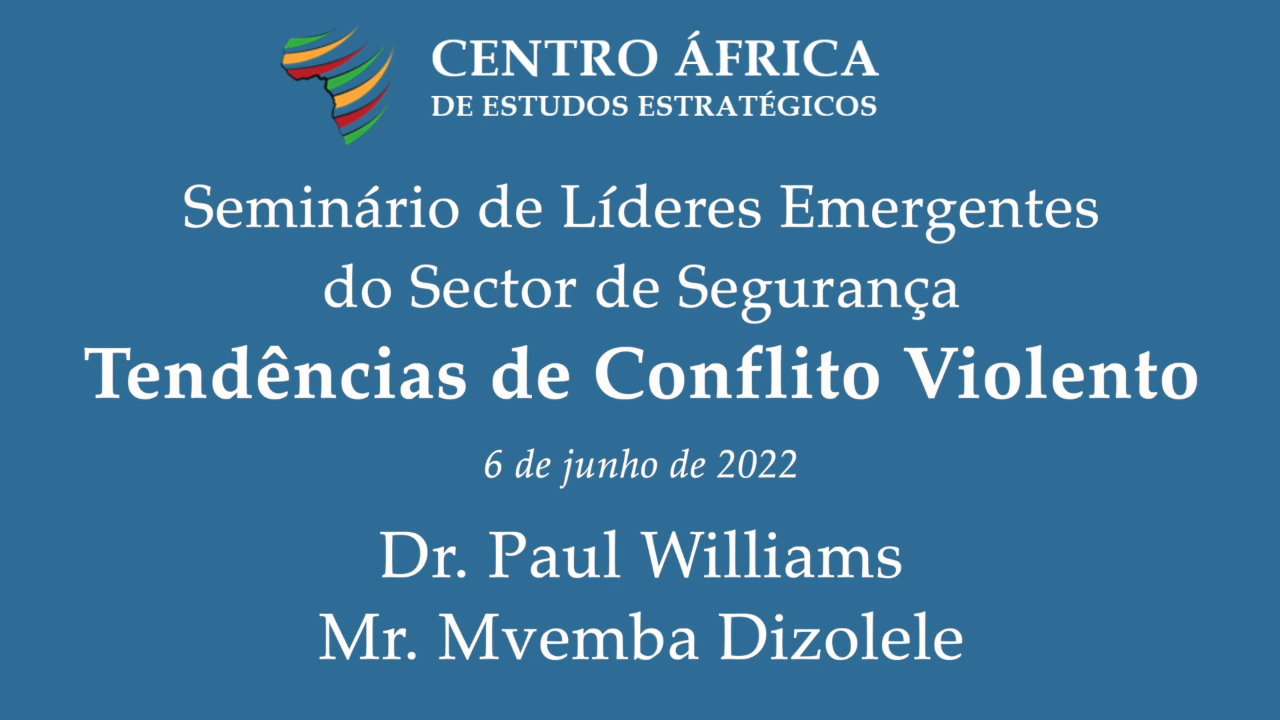 CENTRO ÁFRICA
DE ESTUDOS ESTRATÉGICOS
Seminário de Líderes Emergentes
do Sector de Segurança
Tendências de Conflito Violento
6 de junho de 2022
Dr. Paul Williams
Mr. Mvemba Dizolele